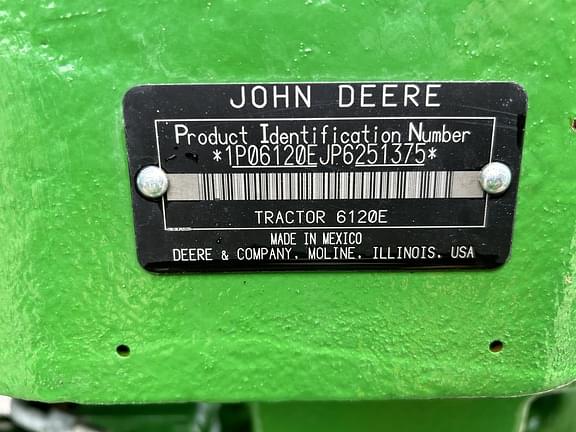 JOHN DEERE
Product Identification Number
*1P06120EJP6251375*
TRACTOR 6120E
MADE IN MEXICO
DEERE & COMPANY, MOLINE, ILLINOIS, USA